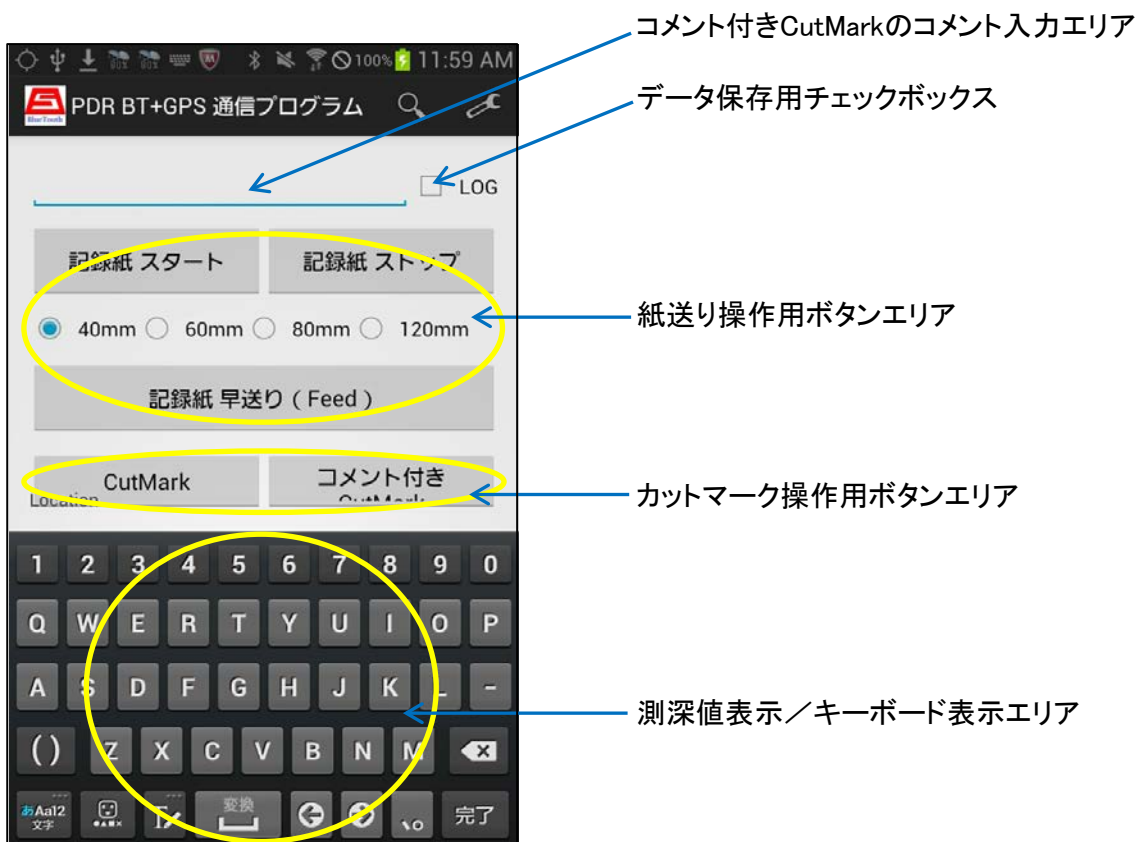 コメント付きCutMarkのコメント入力エリア
100% 11:59 AM
PDR BT+GPS 通信プログラム
データ保存用チェックボックス
LOG
記録紙 スタート 記録紙 ストップ
40mm 60mm 80mm 120mm
紙送り操作用ボタンエリア
記録紙 早送り ( Feed )
CutMark
コメント付き
CutMark
Location
カットマーク操作用ボタンエリア
1 2 3 4 5 6 7 8 9 0
Q W E R T Y U I O P
A S D F G H J K L -
測深値表示／キーボード表示エリア
( ) Z X C V B N M
あAa12
文字
変換
、。
完了